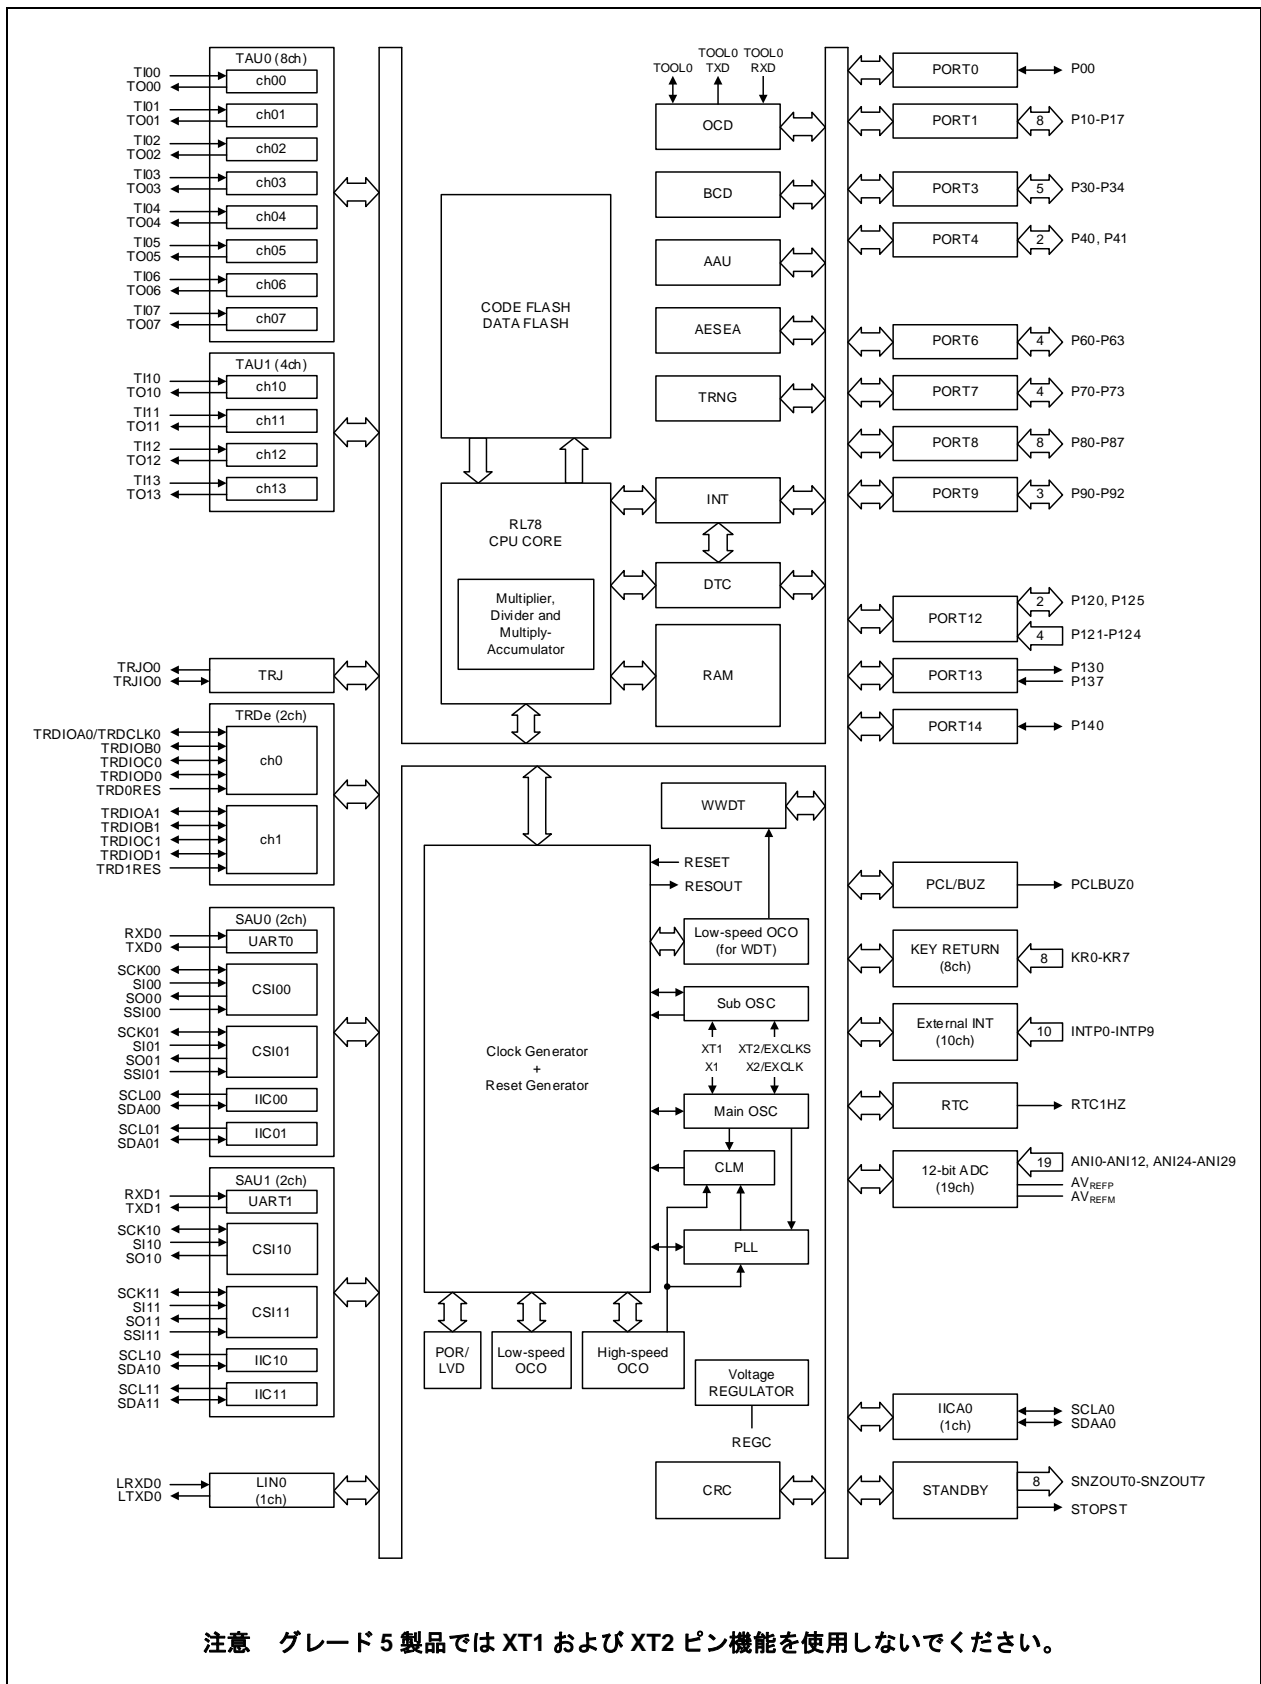 TAU0 (8ch)
TI00
TO00
ch00
TI01
TO01
ch01
TI02
TO02
ch02
TI03
TO03
ch03
TI04
TO04
ch04
TI05
TO05
ch05
TI06
TO06
ch06
TI07
TO07
ch07
TAU1 (4ch)
TI10
TO10
ch10
TI11
TO11
ch11
TI12
TO12
ch12
TI13
TO13
ch13
TRJO0
TRJIO0
TRJ
TRDe (2ch)
TRDIOA0/TRDCLK0
TRDIOB0
TRDIOC0
TRDIOD0
TRD0RES
ch0
TRDIOA1
TRDIOB1
TRDIOC1
TRDIOD1
TRD1RES
ch1
SAU0 (2ch)
RXD0
TXD0
UART0
SCK00
SI00
SO00
SSI00
CSI00
SCK01
SI01
SO01
SSI01
CSI01
SCL00
SDA00
IIC00
SCL01
SDA01
IIC01
SAU1 (2ch)
RXD1
TXD1
UART1
SCK10
SI10
SO10
CSI10
SCK11
SI11
SO11
SSI11
CSI11
SCL10
SDA10
IIC10
SCL11
SDA11
IIC11
LRXD0
LTXD0
LIN0
(1ch)
CODE FLASH
DATA FLASH
RL78
CPU CORE
Multiplier,
Divider and
Multiply-
Accumulator
TOOL0
TOOL0
TXD
TOOL0
RXD
OCD
BCD
AAU
AESEA
TRNG
INT
DTC
RAM
WWDT
RESET
RESOUT
Low-speed OCO
(for WDT)
Sub OSC
XT1
XT2/EXCLKS
X1
X2/EXCLK
Main OSC
CLM
PLL
Clock Generator
+
Reset Generator
POR/
LVD
Low-speed
OCO
High-speed
OCO
Voltage
REGULATOR
REGC
CRC
PORT0
P00
PORT1
8
P10-P17
PORT3
5
P30-P34
PORT4
2
P40, P41
PORT6
4
P60-P63
PORT7
4
P70-P73
PORT8
8
P80-P87
PORT9
3
P90-P92
PORT12
2
P120, P125
4
P121-P124
PORT13
P130
P137
PORT14
P140
PCL/BUZ
PCLBUZ0
KEY RETURN
(8ch)
8
KR0-KR7
External INT
(10ch)
10
INTP0-INTP9
RTC
RTC1HZ
12-bit ADC
(19ch)
19
ANI0-ANI12, ANI24-ANI29
AVREFP
AVREFM
IICA0
(1ch)
SCLA0
SDAA0
STANDBY
8
SNZOUT0-SNZOUT7
STOPST
注意 グレード 5 製品では XT1 および XT2 ピン機能を使用しないでください。